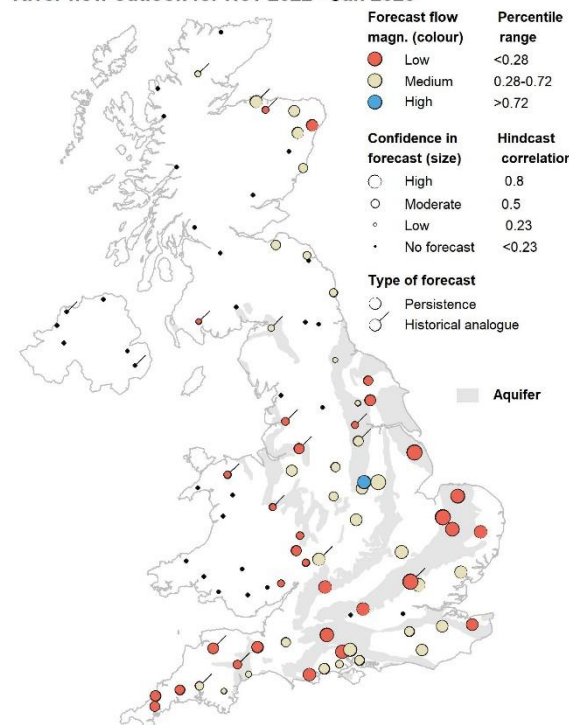 Forecast flow Percentile
magn. (colour) range
Low <0.28
Medium 0.28-0.72
High >0.72
Confidence in Hindcast
forecast (size) correlation
High 0.8
Moderate 0.5
Low 0.23
No forecast <0.23
Type of forecast
Persistence
Historical analogue
Aquifer